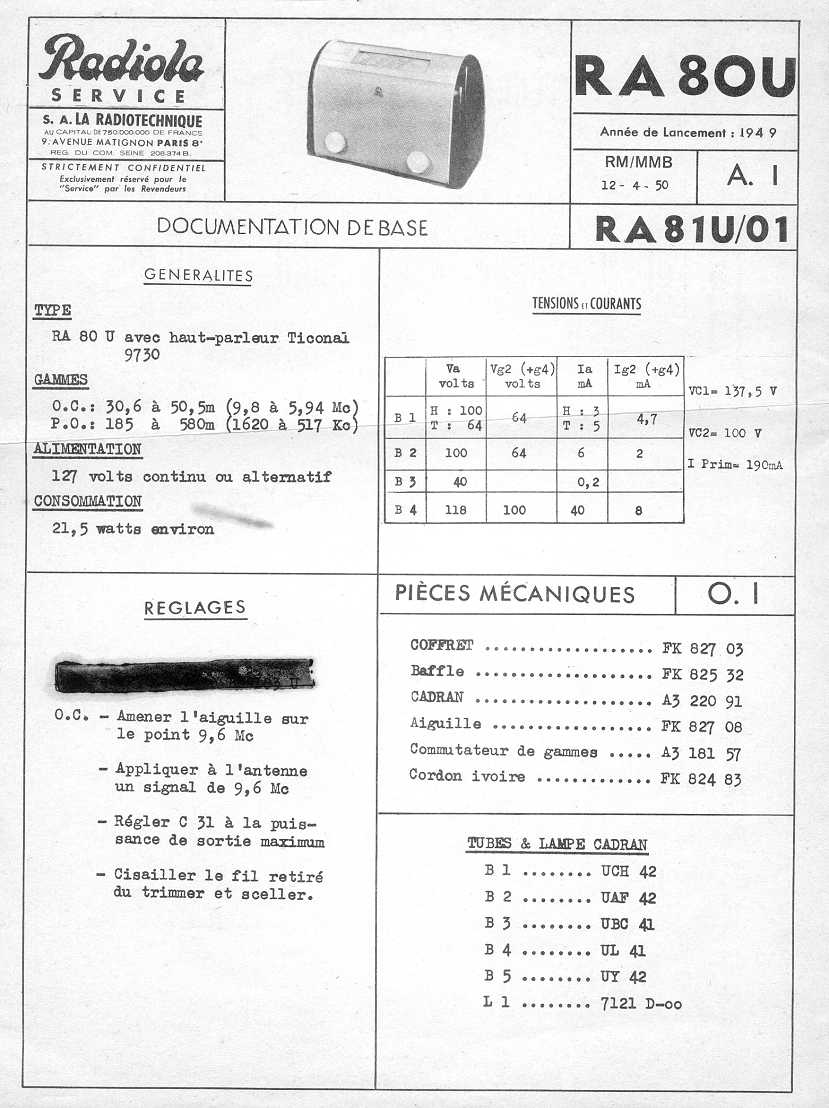 Radiola
SERVICE
S. A. LA RADIOTECHNIQUE
AU CAPITAL DE 750.000.000 DE FRANCS
9. AVENUE MATIGNON PARIS 8e
REG. DU COM. SEINE 206.374 B.
STRICTEMENT CONFIDENTIEL
Exclusivement réservé pour le
"Service" par les Revendeurs
RA 80U
Année de Lancement : 1949
RM/MMB
12 - 4 - 50
A. I
DOCUMENTATION DE BASE
RA 81U/01
GENERALITES
TYPE
RA 80 U avec haut-parleur Ticonal
9730
GAMMES
O.C.: 30,6 à 50,5m (9,8 à 5,94 Mc)
P.O.: 185 à 580m (1620 à 517 Kc)
ALIMENTATION
127 volts continu ou alternatif
CONSOMMATION
21,5 watts environ
TENSIONS ET COURANTS
Va Vg2 (+g4) Ia Ig2 (+g4)
volts volts mA mA
B 1 H : 100 64 H : 3 4,7
T : 64 T : 5
B 2 100 64 6 2
B 3 40 0,2
B 4 118 100 40 8
VC1= 137,5 V
VC2= 100 V
I Prim= 190mA
REGLAGES
O.C. - Amener l'aiguille sur
le point 9,6 Mc
- Appliquer à l'antenne
un signal de 9,6 Mc
- Régler C 31 à la puis-
sance de sortie maximum
- Cisailler le fil retiré
du trimmer et sceller.
PIÈCES MÉCANIQUES
O. I
COFFRET ................... FK 827 03
Baffle .................... FK 825 32
CADRAN .................... A3 220 91
Aiguille .................. FK 827 08
Commutateur de gammes ..... A3 181 57
Cordon ivoire ............. FK 824 83
TUBES & LAMPE CADRAN
B 1 ........ UCH 42
B 2 ........ UAF 42
B 3 ........ UBC 41
B 4 ........ UL 41
B 5 ........ UY 42
L 1 ........ 7121 D-oo